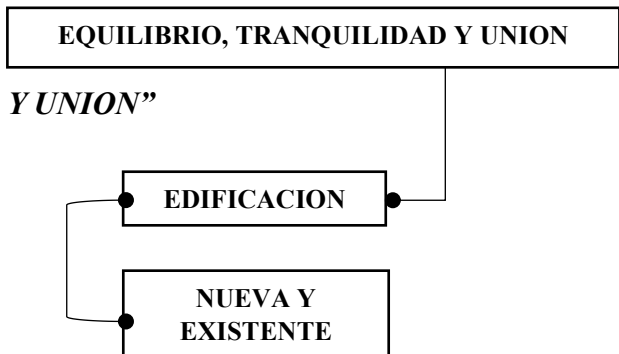 EQUILIBRIO, TRANQUILIDAD Y UNION
Y UNION”
EDIFICACION
NUEVA Y
EXISTENTE